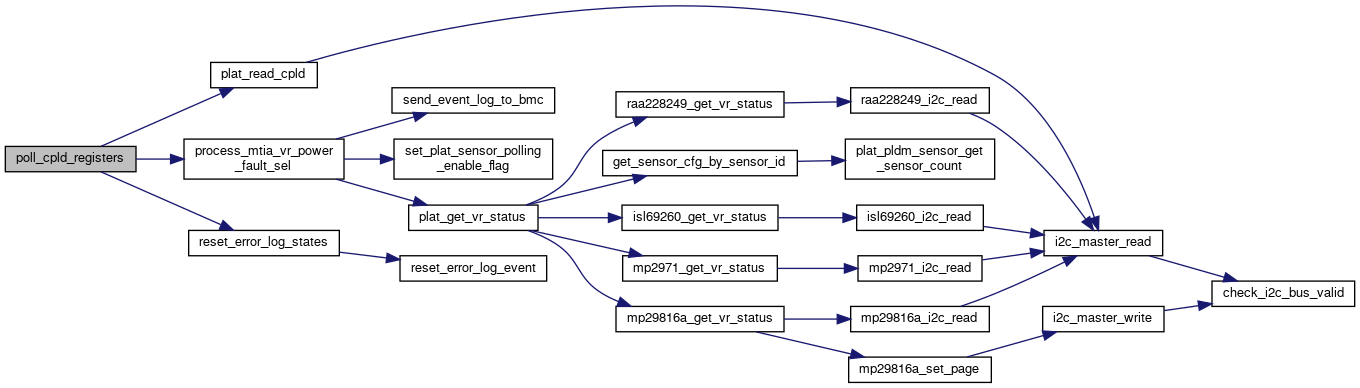 poll_cpld_registers
plat_read_cpld
process_mtia_vr_power
_fault_sel
reset_error_log_states
send_event_log_to_bmc
set_plat_sensor_polling
_enable_flag
plat_get_vr_status
reset_error_log_event
raa228249_get_vr_status
get_sensor_cfg_by_sensor_id
isl69260_get_vr_status
mp2971_get_vr_status
mp29816a_get_vr_status
raa228249_i2c_read
plat_pldm_sensor_get
_sensor_count
isl69260_i2c_read
mp2971_i2c_read
mp29816a_i2c_read
mp29816a_set_page
i2c_master_read
i2c_master_write
check_i2c_bus_valid